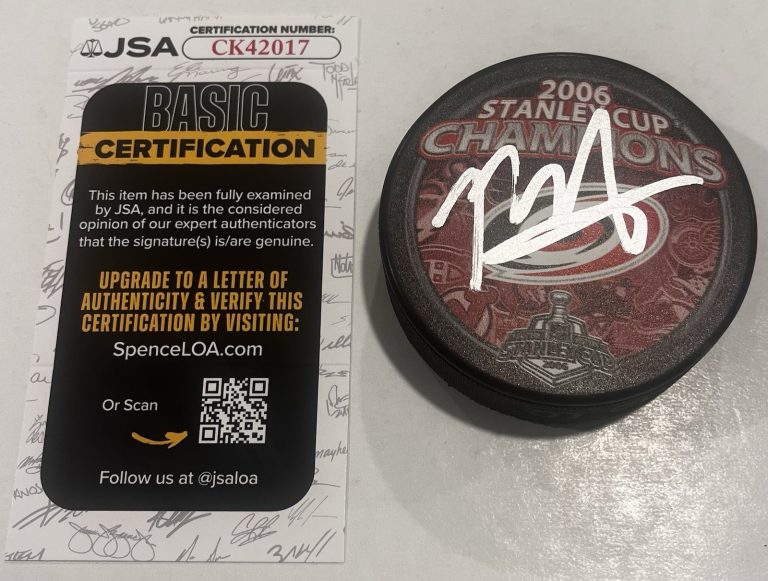 JSA
CERTIFICATION NUMBER:
CK42017
BASIC
CERTIFICATION
This item has been fully examined
by JSA, and it is the considered
opinion of our expert authenticators
that the signature(s) is/are genuine.
UPGRADE TO A LETTER OF
AUTHENTICITY & VERIFY THIS
CERTIFICATION BY VISITING:
SpenceLOA.com
Or Scan
Follow us at @jsaloa
2006
STANLEY CUP
CHAMPIONS
STANLEY CUP
2006